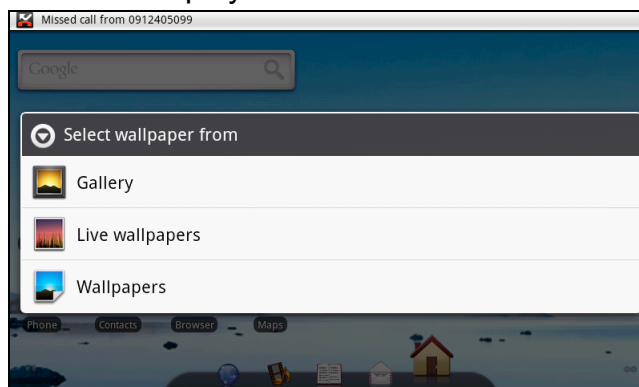 Missed call from 0912405099
Google
Select wallpaper from
Gallery
Live wallpapers
Wallpapers
Phone Contacts Browser Maps